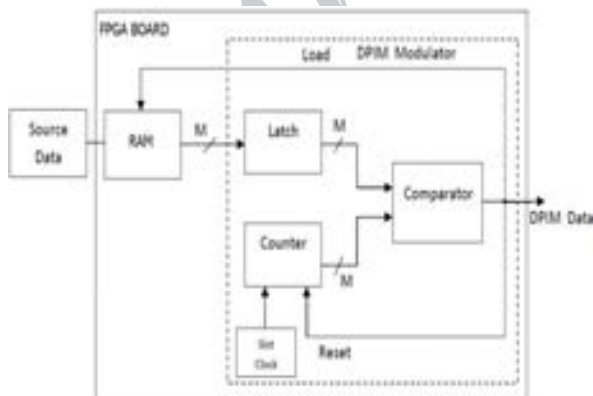 FPGA BOARD
Load DPIM Modulator
Source
Data
RAM
M
Latch
M
Comparator
DPIM Data
Counter
M
Slot
Clock
Reset